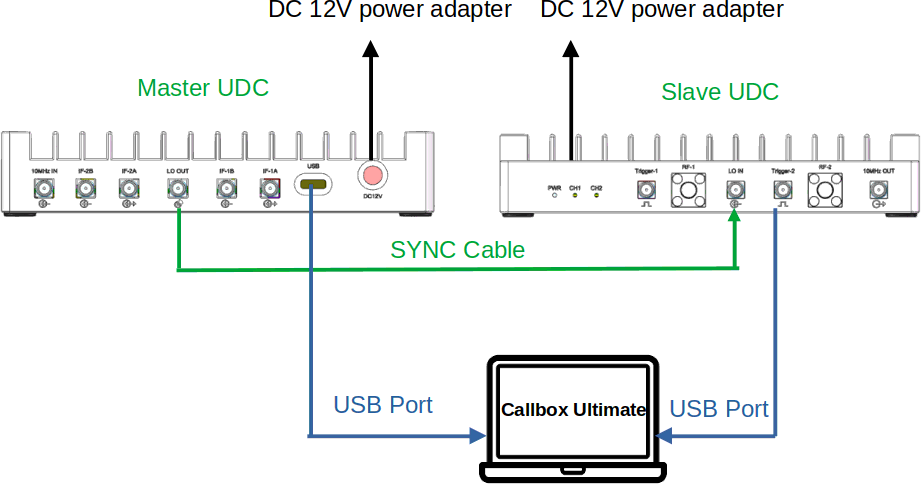 DC 12V power adapter DC 12V power adapter
Master UDC
Slave UDC
10MHz IN IF-2B IF-2A LO OUT IF-1B IF-1A USB
DC12V
PWR CH1 CH2 Trigger-1 RF-1 LO IN Trigger-2 RF-2 10MHz OUT
SYNC Cable
USB Port
Callbox Ultimate
USB Port